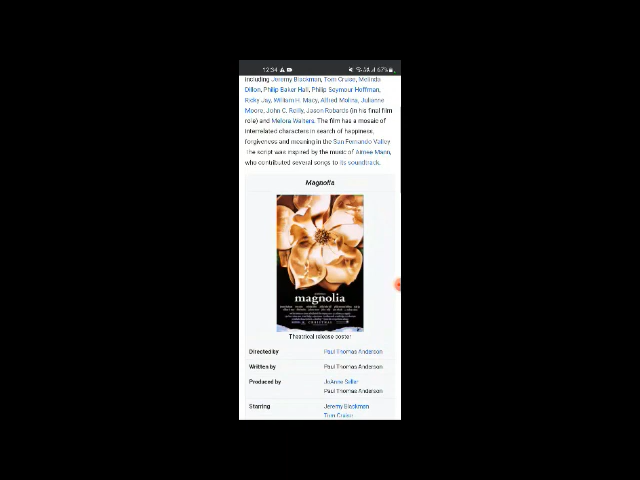 12:34
67%
including Jeremy Blackman, Tom Cruise, Melinda
Dillon, Philip Baker Hall, Philip Seymour Hoffman,
Ricky Jay, William H. Macy, Alfred Molina, Julianne
Moore, John C. Reilly, Jason Robards (in his final film
role) and Melora Walters. The film has a mosaic of
interrelated characters in search of happiness,
forgiveness and meaning in the San Fernando Valley.
The script was inspired by the music of Aimee Mann,
who contributed several songs to its soundtrack.
Magnolia
magnolia
Theatrical release poster
Directed by Paul Thomas Anderson
Written by Paul Thomas Anderson
Produced by JoAnne Sellar
Paul Thomas Anderson
Starring Jeremy Blackman
Tom Cruise